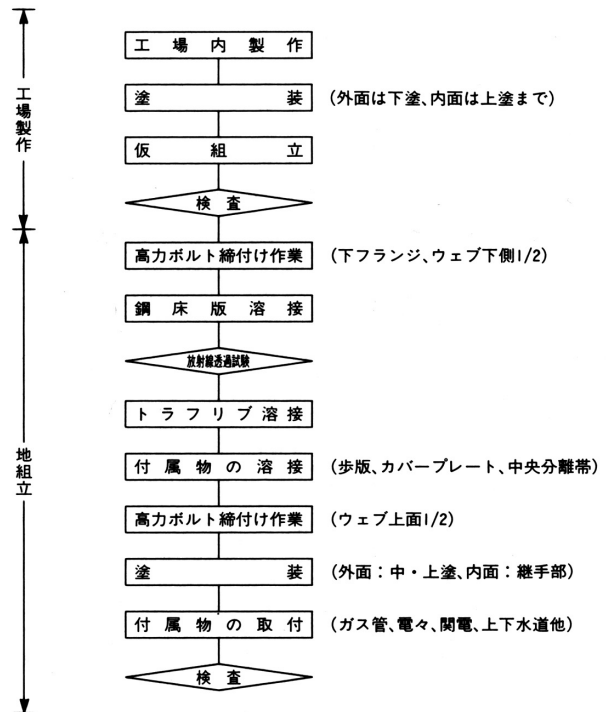 工場製作
工場内製作
塗装 (外面は下塗、内面は上塗まで)
仮組立
検査
地組立
高力ボルト締付け作業 (下フランジ、ウェブ下側1/2)
鋼床版溶接
放射線透過試験
トラフリブ溶接
付属物の溶接 (歩版、カバープレート、中央分離帯)
高力ボルト締付け作業 (ウェブ上面1/2)
塗装 (外面：中・上塗、内面：継手部)
付属物の取付 (ガス管、電々、関電、上下水道他)
検査